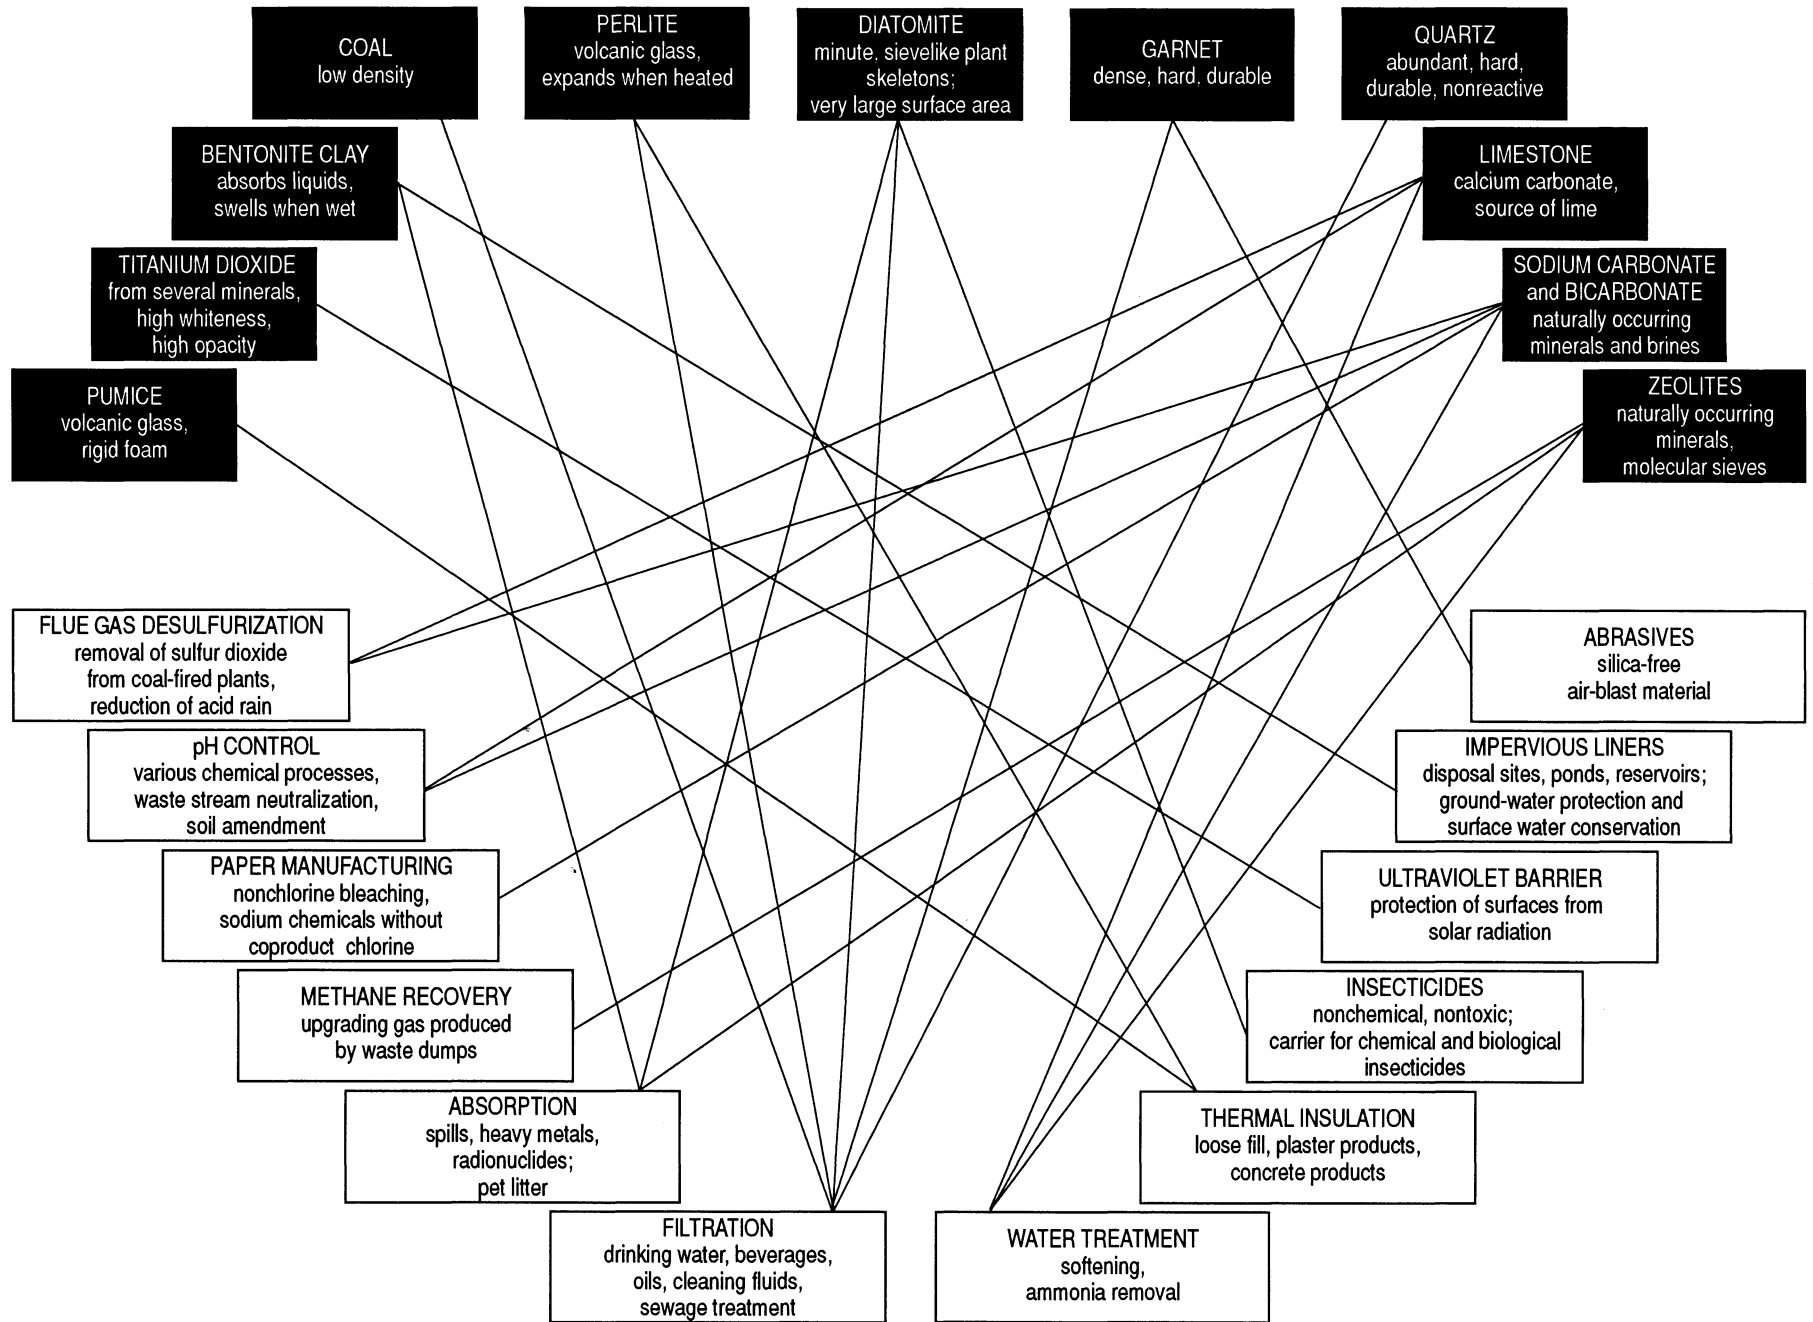 COAL
low density
PERLITE
volcanic glass,
expands when heated
DIATOMITE
minute, sievelike plant
skeletons;
very large surface area
GARNET
dense, hard, durable
QUARTZ
abundant, hard,
durable, nonreactive
BENTONITE CLAY
absorbs liquids,
swells when wet
LIMESTONE
calcium carbonate,
source of lime
TITANIUM DIOXIDE
from several minerals,
high whiteness,
high opacity
SODIUM CARBONATE
and BICARBONATE
naturally occurring
minerals and brines
PUMICE
volcanic glass,
rigid foam
ZEOLITES
naturally occurring
minerals,
molecular sieves
FLUE GAS DESULFURIZATION
removal of sulfur dioxide
from coal-fired plants,
reduction of acid rain
ABRASIVES
silica-free
air-blast material
pH CONTROL
various chemical processes,
waste stream neutralization,
soil amendment
IMPERVIOUS LINERS
disposal sites, ponds, reservoirs;
ground-water protection and
surface water conservation
PAPER MANUFACTURING
nonchlorine bleaching,
sodium chemicals without
coproduct chlorine
ULTRAVIOLET BARRIER
protection of surfaces from
solar radiation
METHANE RECOVERY
upgrading gas produced
by waste dumps
INSECTICIDES
nonchemical, nontoxic;
carrier for chemical and biological
insecticides
ABSORPTION
spills, heavy metals,
radionuclides;
pet litter
THERMAL INSULATION
loose fill, plaster products,
concrete products
FILTRATION
drinking water, beverages,
oils, cleaning fluids,
sewage treatment
WATER TREATMENT
softening,
ammonia removal